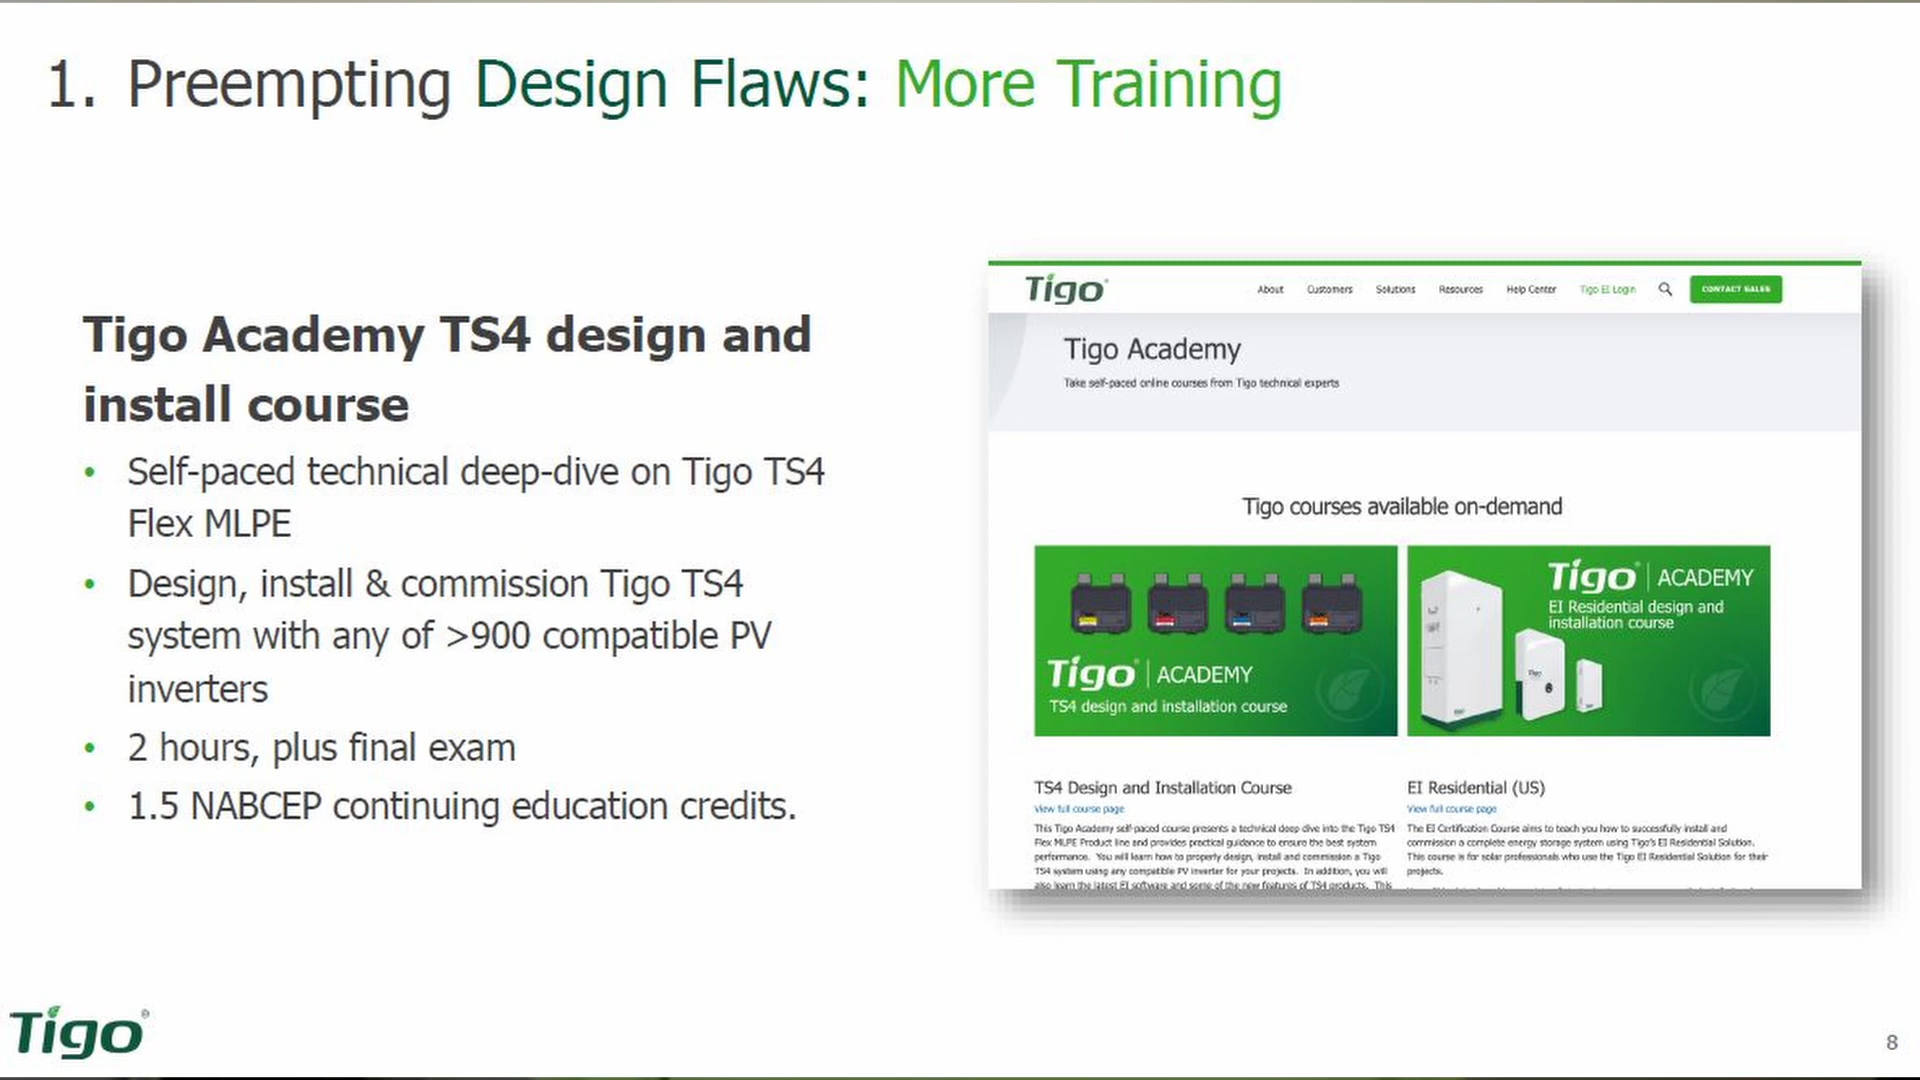 1. Preempting Design Flaws: More Training
Tigo Academy TS4 design and
install course
• Self-paced technical deep-dive on Tigo TS4
Flex MLPE
• Design, install & commission Tigo TS4
system with any of >900 compatible PV
inverters
• 2 hours, plus final exam
• 1.5 NABCEP continuing education credits.
Tigo®
About Customers Solutions Resources Help Center Tigo EI Login CONTACT SALES
Tigo Academy
Take self-paced online courses from Tigo technical experts
Tigo courses available on-demand
Tigo® | ACADEMY
TS4 design and installation course
Tigo® | ACADEMY
EI Residential design and
installation course
TS4 Design and Installation Course
View full course page
This Tigo Academy self-paced course presents a technical deep dive into the Tigo TS4
Flex MLPE Product line and provides practical guidance to ensure the best system
performance. You will learn how to properly design, install and commission a Tigo
TS4 system using any compatible PV inverter for your projects. In addition, you will
also learn the latest EI software and some of the new features of TS4 products. This
EI Residential (US)
View full course page
The EI Certification Course aims to teach you how to successfully install and
commission a complete energy storage system using Tigo's EI Residential Solution.
This course is for solar professionals who use the Tigo EI Residential Solution for their
projects.
Tigo®
8